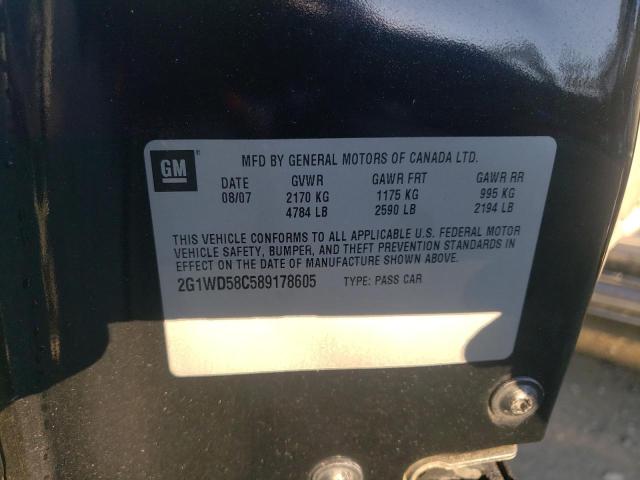 GM®
MFD BY GENERAL MOTORS OF CANADA LTD.
DATE GVWR GAWR FRT GAWR RR
08/07 2170 KG 1175 KG 995 KG
4784 LB 2590 LB 2194 LB
THIS VEHICLE CONFORMS TO ALL APPLICABLE U.S. FEDERAL MOTOR
VEHICLE SAFETY, BUMPER, AND THEFT PREVENTION STANDARDS IN
EFFECT ON THE DATE OF MANUFACTURE SHOWN ABOVE.
2G1WD58C589178605 TYPE: PASS CAR